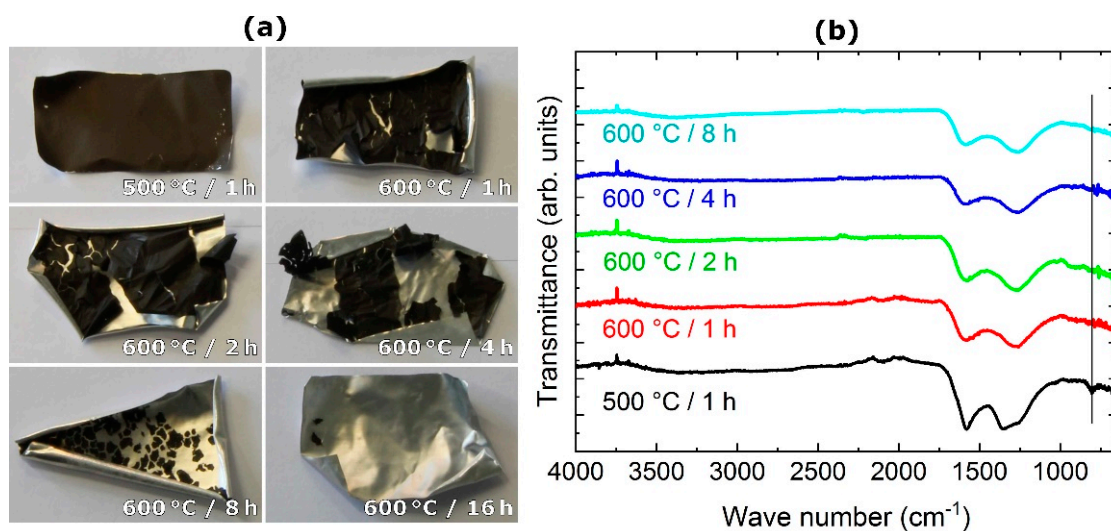 (a)
500 °C / 1 h
600 °C / 1 h
600 °C / 2 h
600 °C / 4 h
600 °C / 8 h
600 °C / 16 h
(b)
Transmittance (arb. units)
600 °C / 8 h
600 °C / 4 h
600 °C / 2 h
600 °C / 1 h
500 °C / 1 h
4000 3500 3000 2500 2000 1500 1000
Wave number (cm⁻¹)